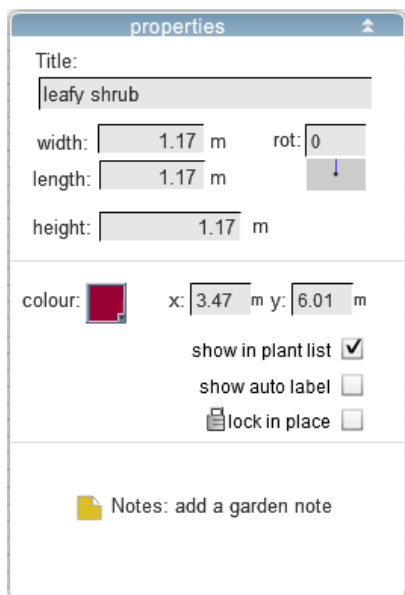 properties
Title:
leafy shrub
width: 1.17 m rot: 0
length: 1.17 m
height: 1.17 m
colour: x: 3.47 m y: 6.01 m
show in plant list
show auto label
lock in place
Notes: add a garden note